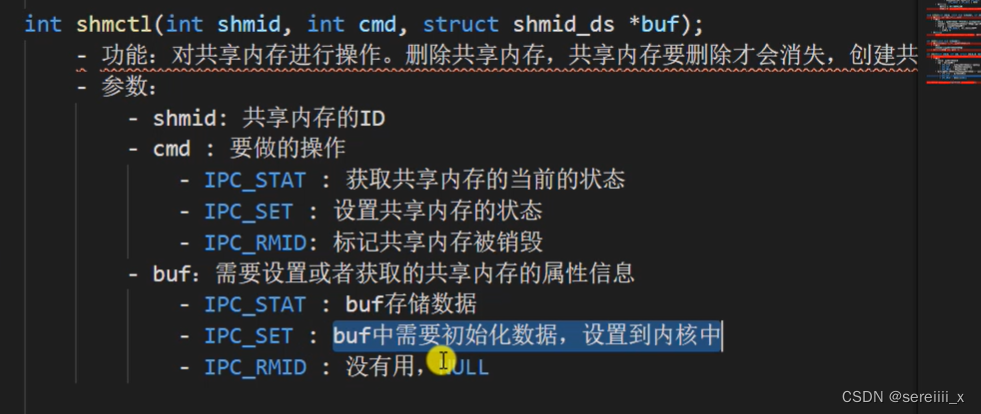 int shmctl(int shmid, int cmd, struct shmid_ds *buf);
- 功能：对共享内存进行操作。删除共享内存，共享内存要删除才会消失，创建共
- 参数：
- shmid: 共享内存的ID
- cmd : 要做的操作
- IPC_STAT : 获取共享内存的当前的状态
- IPC_SET : 设置共享内存的状态
- IPC_RMID: 标记共享内存被销毁
- buf：需要设置或者获取的共享内存的属性信息
- IPC_STAT : buf存储数据
- IPC_SET : buf中需要初始化数据，设置到内核中
- IPC_RMID : 没有用，NULL
CSDN @sereiiii_x